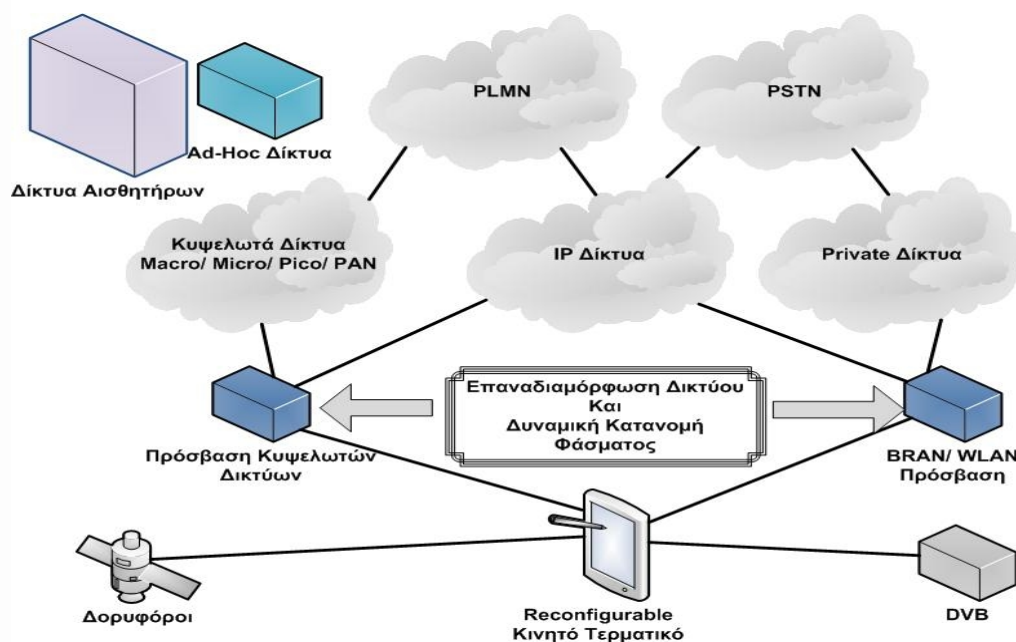 PLMN
PSTN
Ad-Hoc Δίκτυα
Δίκτυα Αισθητήρων
Κυψελωτά Δίκτυα
Macro/ Micro/ Pico/ PAN
IP Δίκτυα
Private Δίκτυα
Επαναδιαμόρφωση Δικτύου
Και
Δυναμική Κατανομή
Φάσματος
Πρόσβαση Κυψελωτών
Δικτύων
BRAN/ WLAN
Πρόσβαση
Δορυφόροι
Reconfigurable
Κινητό Τερματικό
DVB